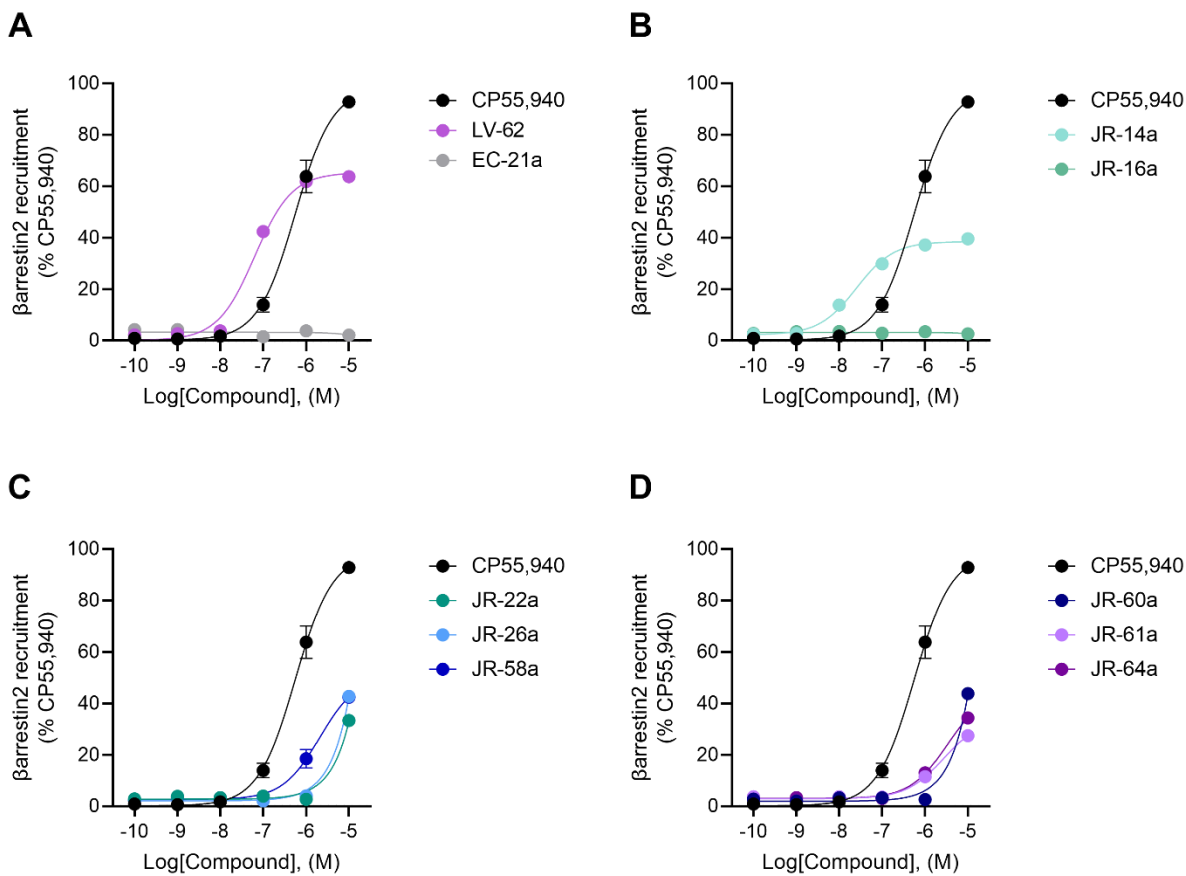 A
βarrestin2 recruitment
(% CP55,940)
100
80
60
40
20
0
-10 -9 -8 -7 -6 -5
Log[Compound], (M)
CP55,940
LV-62
EC-21a
B
βarrestin2 recruitment
(% CP55,940)
100
80
60
40
20
0
-10 -9 -8 -7 -6 -5
Log[Compound], (M)
CP55,940
JR-14a
JR-16a
C
βarrestin2 recruitment
(% CP55,940)
100
80
60
40
20
0
-10 -9 -8 -7 -6 -5
Log[Compound], (M)
CP55,940
JR-22a
JR-26a
JR-58a
D
βarrestin2 recruitment
(% CP55,940)
100
80
60
40
20
0
-10 -9 -8 -7 -6 -5
Log[Compound], (M)
CP55,940
JR-60a
JR-61a
JR-64a